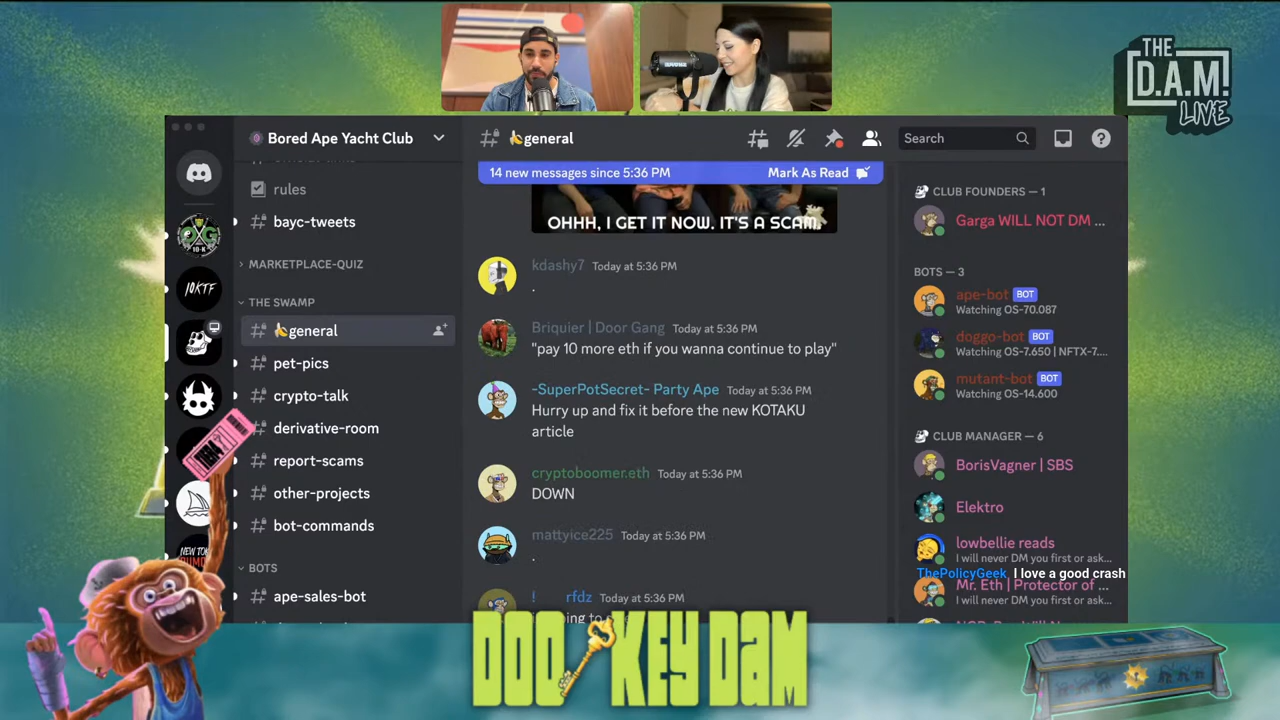 THE
D.A.M!
LIVE
Bored Ape Yacht Club
general
Search
14 new messages since 5:36 PM
Mark As Read
rules
bayc-tweets
MARKETPLACE-QUIZ
THE SWAMP
general
pet-pics
crypto-talk
derivative-room
report-scams
other-projects
bot-commands
BOTS
ape-sales-bot
10KTF
OHHH, I GET IT NOW. IT'S A SCAM.
kdashy7 Today at 5:36 PM
.
Briquier | Door Gang Today at 5:36 PM
"pay 10 more eth if you wanna continue to play"
-SuperPotSecret- Party Ape Today at 5:36 PM
Hurry up and fix it before the new KOTAKU
article
cryptoboomer.eth Today at 5:36 PM
DOWN
mattyice225 Today at 5:36 PM
.
! rfdz Today at 5:36 PM
CLUB FOUNDERS — 1
Garga WILL NOT DM ...
BOTS — 3
ape-bot BOT
Watching OS-70.087
doggo-bot BOT
Watching OS-7.650 | NFTX-7....
mutant-bot BOT
Watching OS-14.600
CLUB MANAGER — 6
BorisVagner | SBS
Elektro
lowbellie reads
I will never DM you first or ask...
ThePolicyGeek I love a good crash
Mr. Eth | Protector of ...
I will never DM you first or ask...
DOO KEY DAM